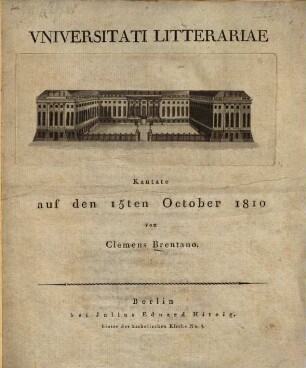 VNIVERSITATI LITTERARIAE
Kantate
auf den 15ten October 1810
von
Clemens Brentano.
Berlin
bei Julius Eduard Hitzig,
hinter der katholischen Kirche No. 3.